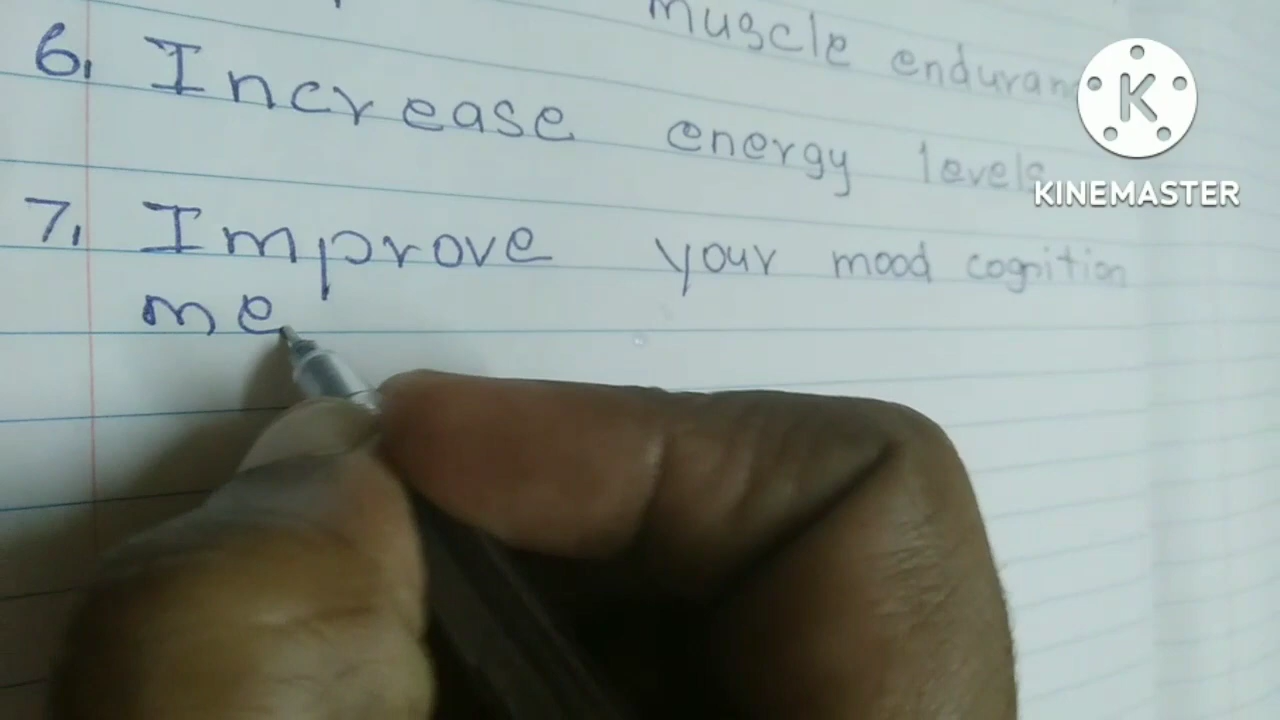 muscle enduran
6. Increase energy levels
7. Improve your mood cognition
me
K
KINEMASTER